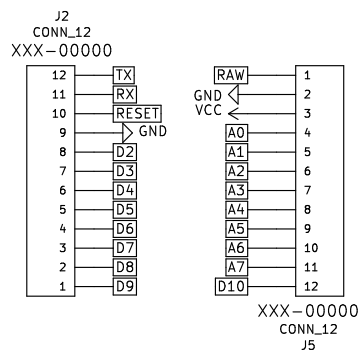 J2
CONN_12
XXX-00000
12 TX
11 RX
10 RESET
9 GND
8 D2
7 D3
6 D4
5 D5
4 D6
3 D7
2 D8
1 D9
RAW 1
GND 2
VCC 3
A0 4
A1 5
A2 6
A3 7
A4 8
A5 9
A6 10
A7 11
D10 12
XXX-00000
CONN_12
J5